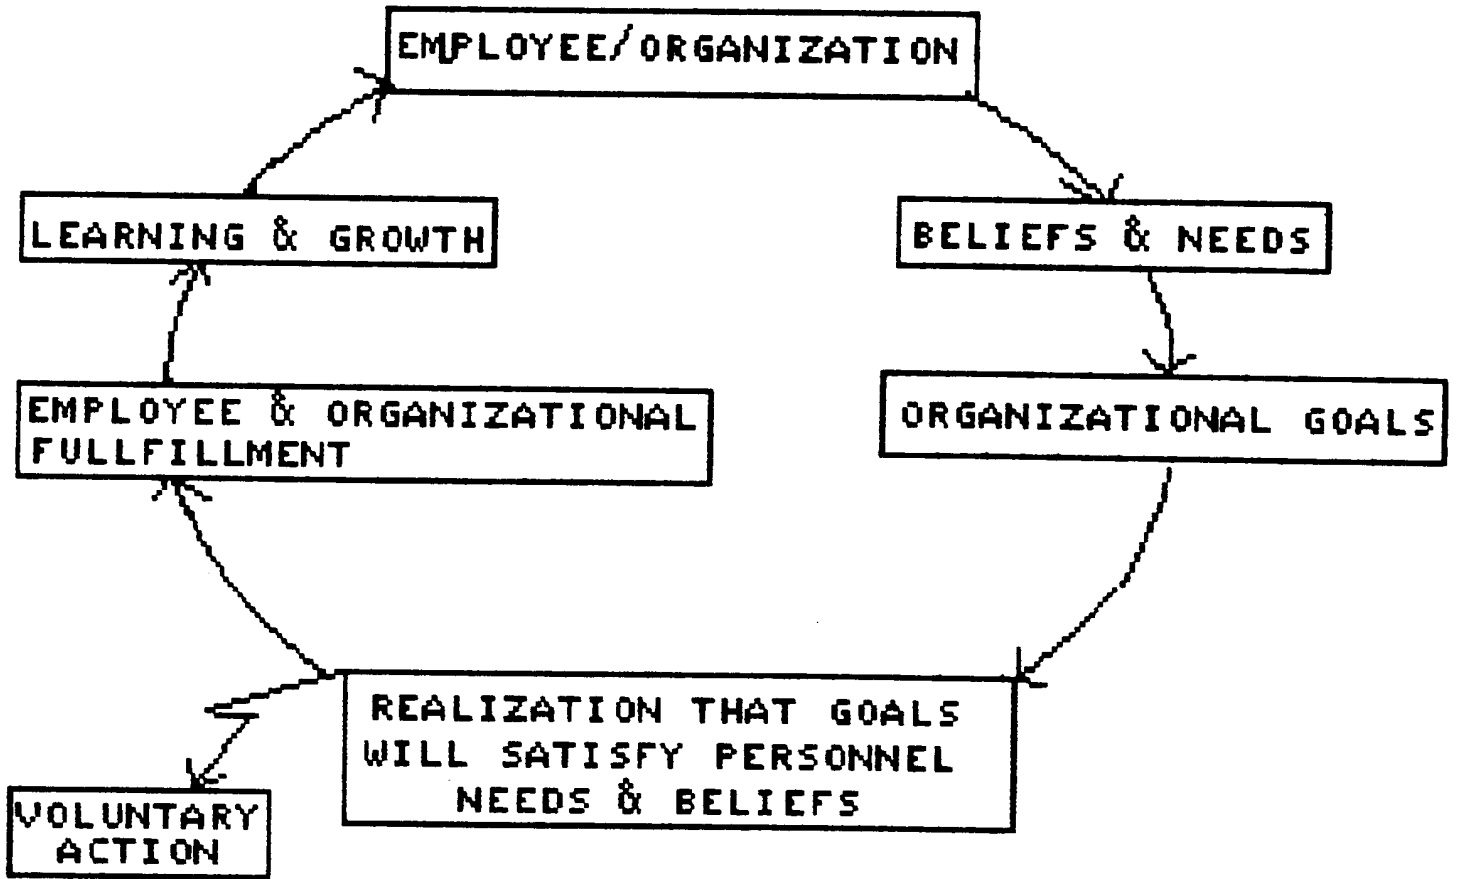 EMPLOYEE/ORGANIZATION
LEARNING & GROWTH
BELIEFS & NEEDS
EMPLOYEE & ORGANIZATIONAL
FULLFILLMENT
ORGANIZATIONAL GOALS
REALIZATION THAT GOALS
WILL SATISFY PERSONNEL
NEEDS & BELIEFS
VOLUNTARY
ACTION